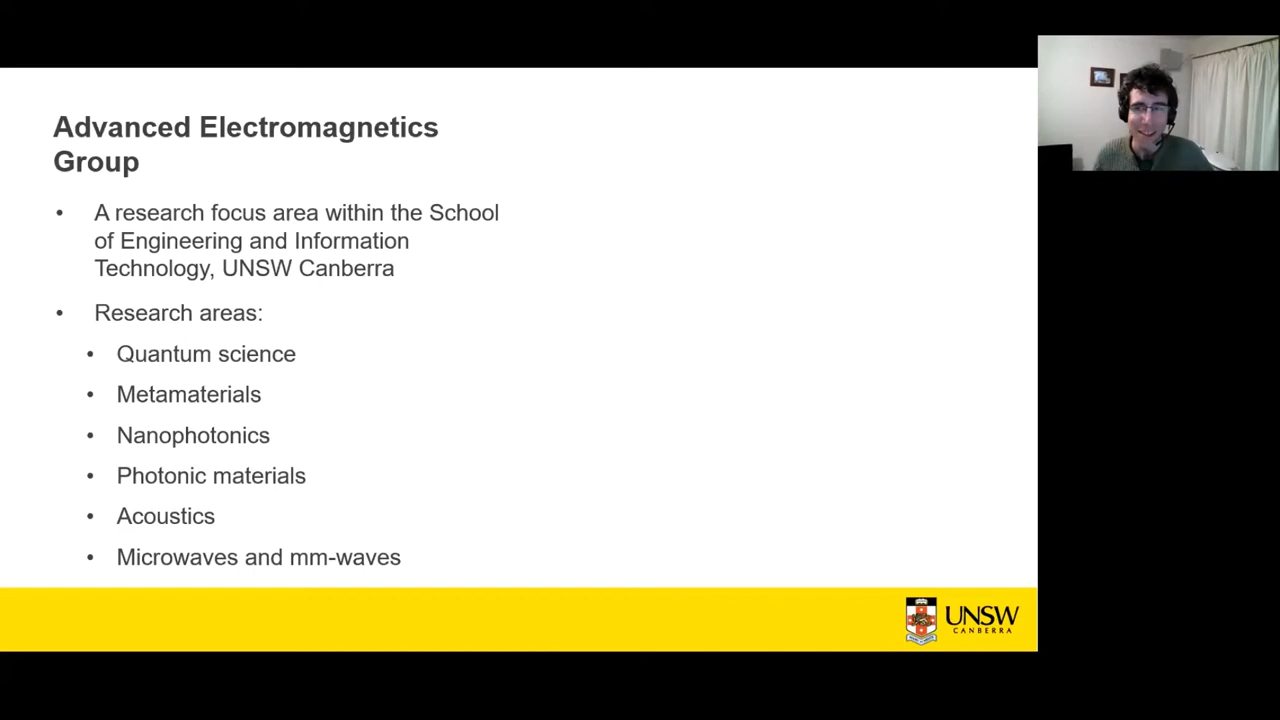 Advanced Electromagnetics
Group
• A research focus area within the School
of Engineering and Information
Technology, UNSW Canberra
• Research areas:
• Quantum science
• Metamaterials
• Nanophotonics
• Photonic materials
• Acoustics
• Microwaves and mm-waves
UNSW
CANBERRA